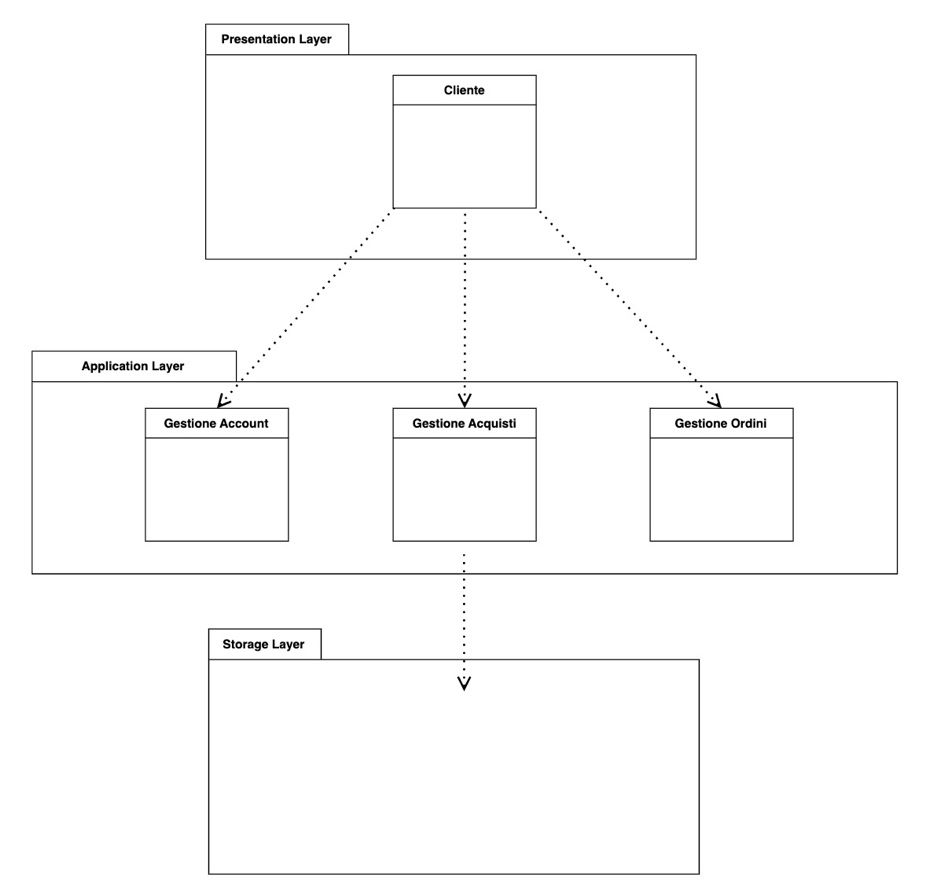 Presentation Layer
Cliente
Application Layer
Gestione Account
Gestione Acquisti
Gestione Ordini
Storage Layer